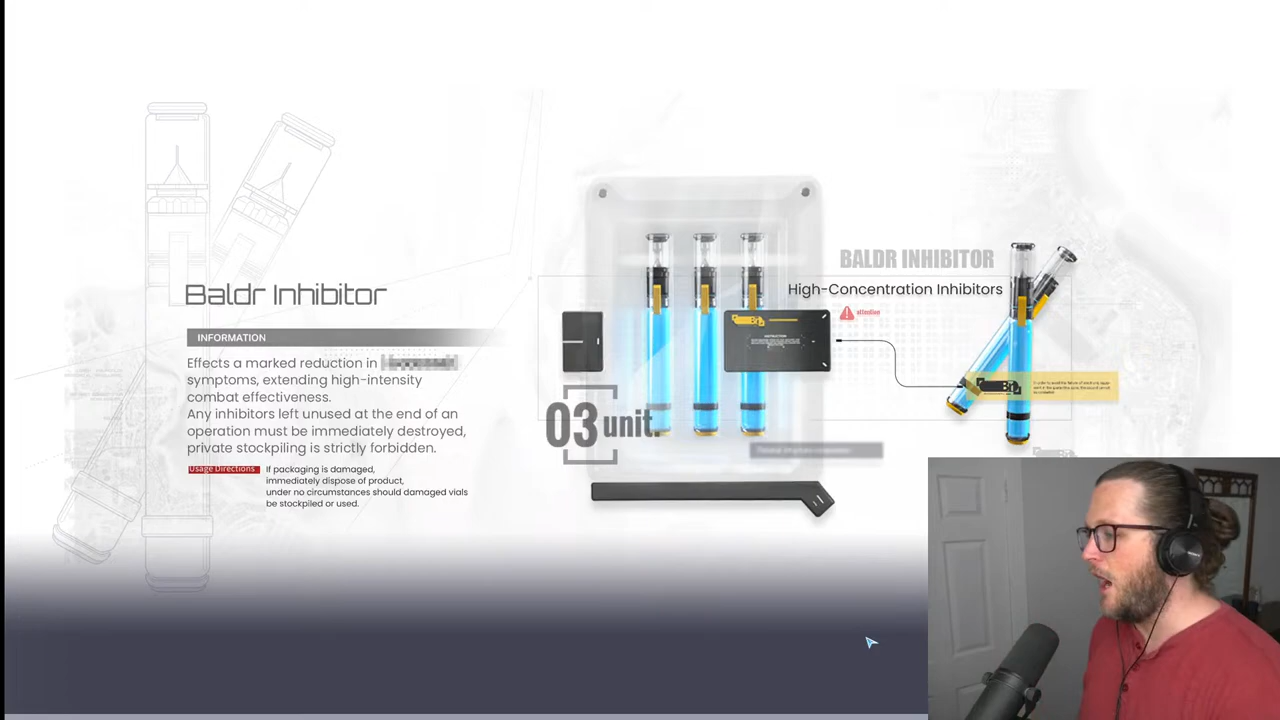 Baldr Inhibitor
INFORMATION
Effects a marked reduction in
symptoms, extending high-intensity
combat effectiveness.
Any inhibitors left unused at the end of an
operation must be immediately destroyed,
private stockpiling is strictly forbidden.
Usage Directions
If packaging is damaged,
immediately dispose of product,
under no circumstances should damaged vials
be stockpiled or used.
BALDR INHIBITOR
High-Concentration Inhibitors
attention
03 unit.